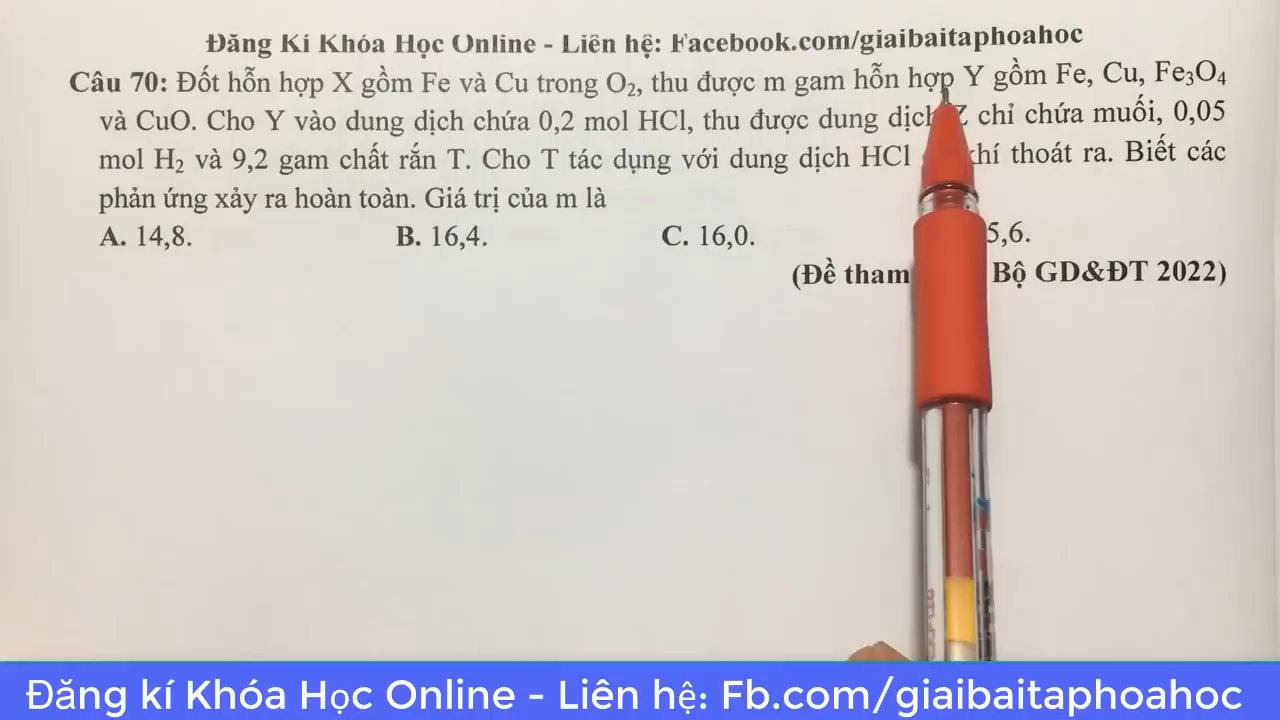 Đăng Kí Khóa Học Online - Liên hệ: Facebook.com/giaibaitaphoahoc
Câu 70: Đốt hỗn hợp X gồm Fe và Cu trong O₂, thu được m gam hỗn hợp Y gồm Fe, Cu, Fe₃O₄
và CuO. Cho Y vào dung dịch chứa 0,2 mol HCl, thu được dung dịch Z chỉ chứa muối, 0,05
mol H₂ và 9,2 gam chất rắn T. Cho T tác dụng với dung dịch HCl khí thoát ra. Biết các
phản ứng xảy ra hoàn toàn. Giá trị của m là
A. 14,8. B. 16,4. C. 16,0. 5,6.
(Đề tham Bộ GD&ĐT 2022)
Đăng kí Khóa Học Online - Liên hệ: Fb.com/giaibaitaphoahoc